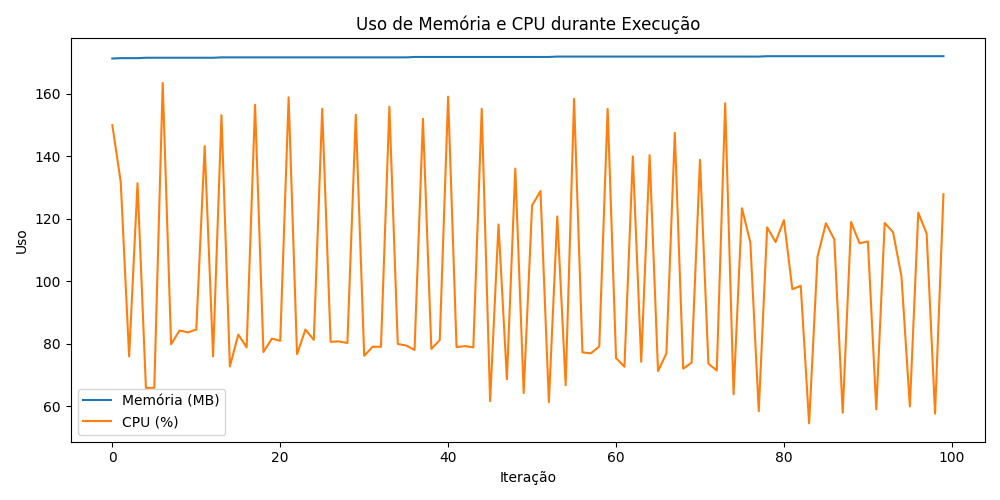 Uso de Memória e CPU durante Execução
Uso
160
140
120
100
80
60
Memória (MB)
CPU (%)
0 20 40 60 80 100
Iteração